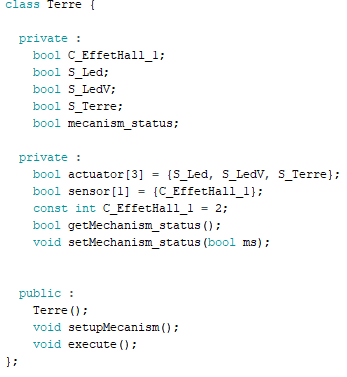 class Terre {
private :
bool C_EffetHall_1;
bool S_Led;
bool S_LedV;
bool S_Terre;
bool mecanism_status;
private :
bool actuator[3] = {S_Led, S_LedV, S_Terre};
bool sensor[1] = {C_EffetHall_1};
const int C_EffetHall_1 = 2;
bool getMechanism_status();
void setMechanism_status(bool ms);
public :
Terre();
void setupMecanism();
void execute();
};